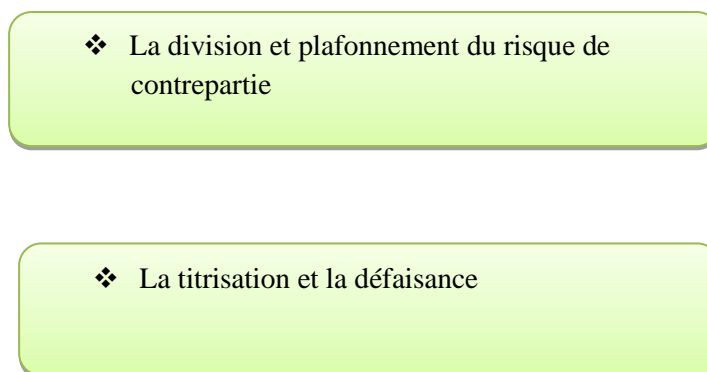 ❖ La division et plafonnement du risque de
contrepartie
❖ La titrisation et la défaisance